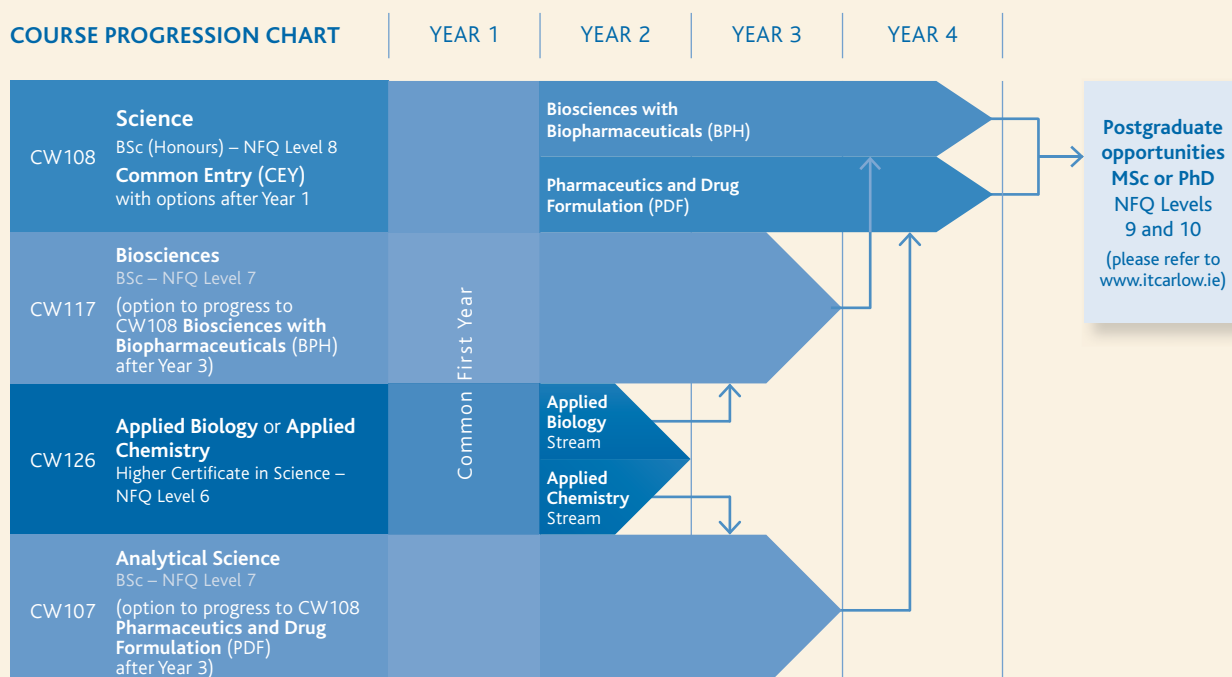 COURSE PROGRESSION CHART
YEAR 1
YEAR 2
YEAR 3
YEAR 4
CW108
Science
BSc (Honours) – NFQ Level 8
Common Entry (CEY)
with options after Year 1
Biosciences with
Biopharmaceuticals (BPH)
Pharmaceutics and Drug
Formulation (PDF)
Postgraduate
opportunities
MSc or PhD
NFQ Levels
9 and 10
(please refer to
www.itcarlow.ie)
CW117
Biosciences
BSc – NFQ Level 7
(option to progress to
CW108 Biosciences with
Biopharmaceuticals (BPH)
after Year 3)
Common First Year
CW126
Applied Biology or Applied
Chemistry
Higher Certificate in Science –
NFQ Level 6
Applied
Biology
Stream
Applied
Chemistry
Stream
CW107
Analytical Science
BSc – NFQ Level 7
(option to progress to CW108
Pharmaceutics and Drug
Formulation (PDF)
after Year 3)